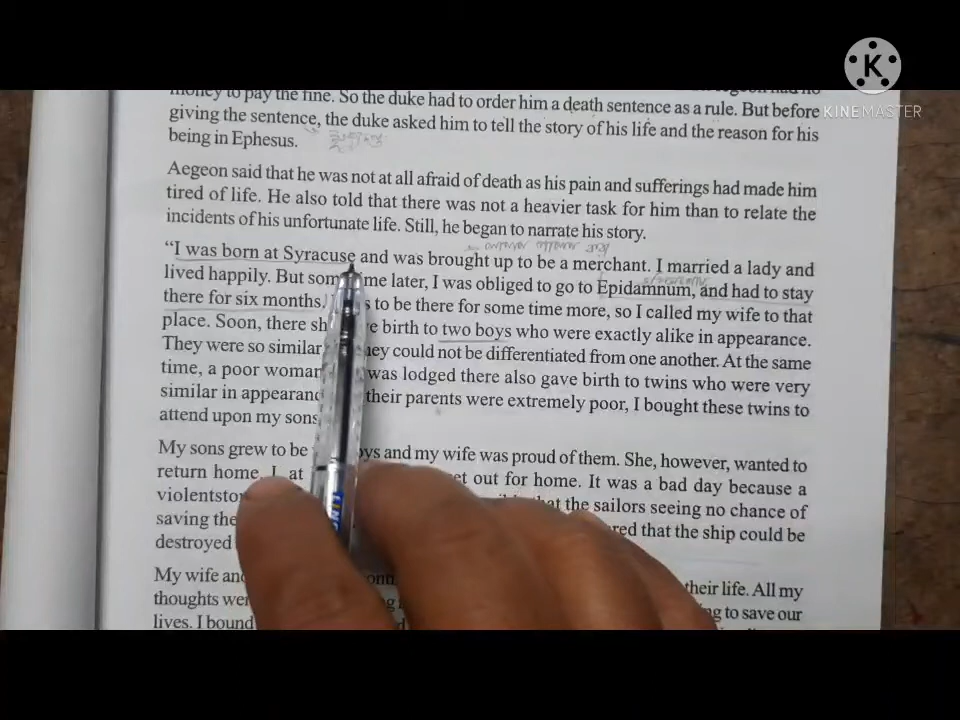 K
KINEMASTER
money to pay the fine. So the duke had to order him a death sentence as a rule. But before
giving the sentence, the duke asked him to tell the story of his life and the reason for his
being in Ephesus.
Aegeon said that he was not at all afraid of death as his pain and sufferings had made him
tired of life. He also told that there was not a heavier task for him than to relate the
incidents of his unfortunate life. Still, he began to narrate his story.
“I was born at Syracuse and was brought up to be a merchant. I married a lady and
lived happily. But some me later, I was obliged to go to Epidamnum, and had to stay
there for six months. to be there for some time more, so I called my wife to that
place. Soon, there sh birth to two boys who were exactly alike in appearance.
They were so similar ey could not be differentiated from one another. At the same
time, a poor woman was lodged there also gave birth to twins who were very
similar in appearan their parents were extremely poor, I bought these twins to
attend upon my sons
My sons grew to be ys and my wife was proud of them. She, however, wanted to
return home. I at et out for home. It was a bad day because a
violentsto that the sailors seeing no chance of
saving the red that the ship could be
destroyed
My wife an their life. All my
thoughts wer ng to save our
lives. I bound
LINC